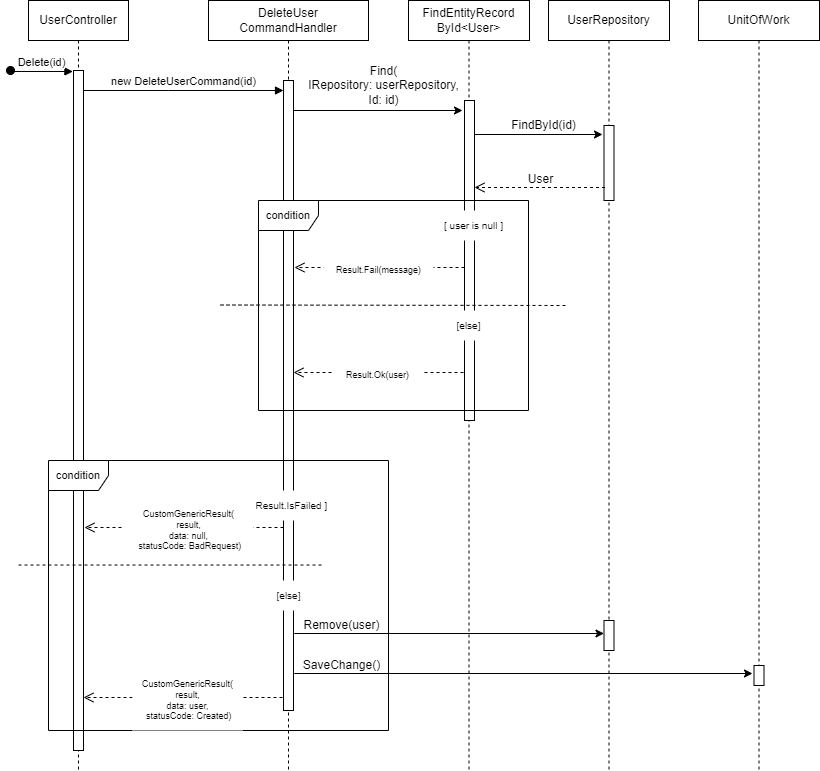 UserController
DeleteUser
CommandHandler
FindEntityRecord
ById<User>
UserRepository
UnitOfWork
Delete(id)
new DeleteUserCommand(id)
Find(
IRepository: userRepository,
Id: id)
FindById(id)
User
condition
[ user is null ]
Result.Fail(message)
[else]
Result.Ok(user)
condition
Result.IsFailed ]
CustomGenericResult(
result,
data: null,
statusCode: BadRequest)
[else]
Remove(user)
SaveChange()
CustomGenericResult(
result,
data: user,
statusCode: Created)